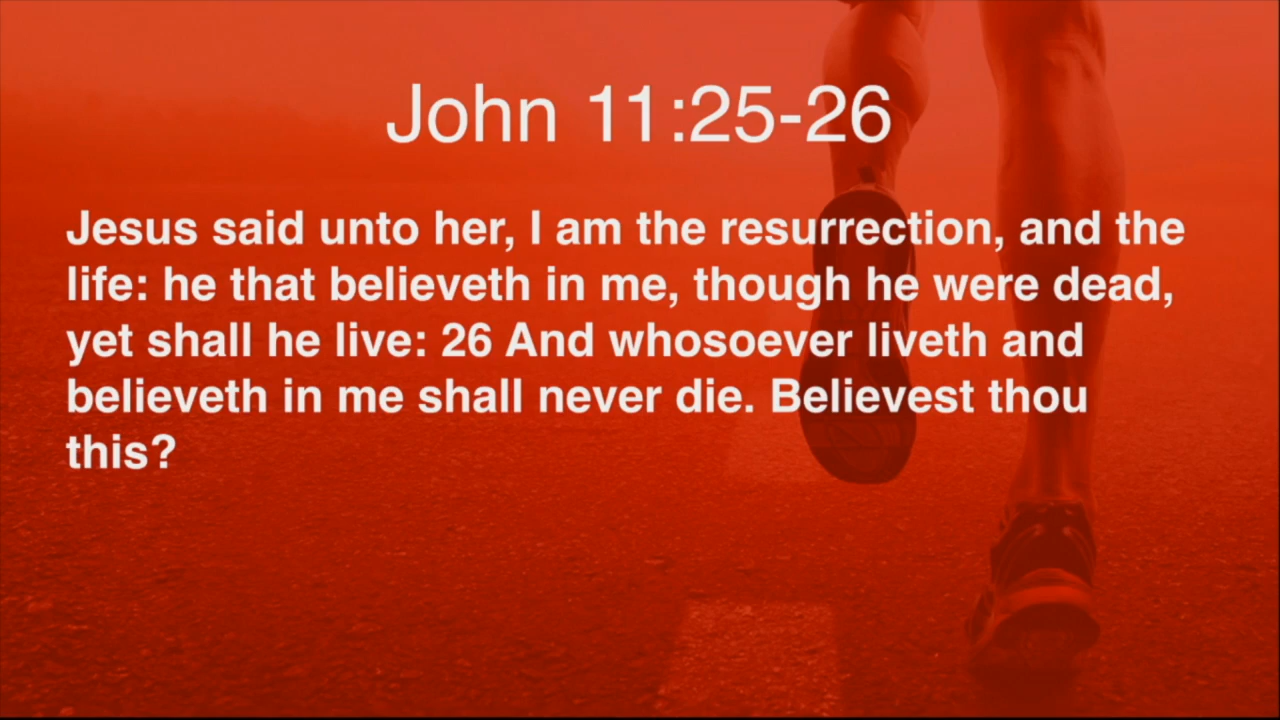 John 11:25-26
Jesus said unto her, I am the resurrection, and the
life: he that believeth in me, though he were dead,
yet shall he live: 26 And whosoever liveth and
believeth in me shall never die. Believest thou
this?